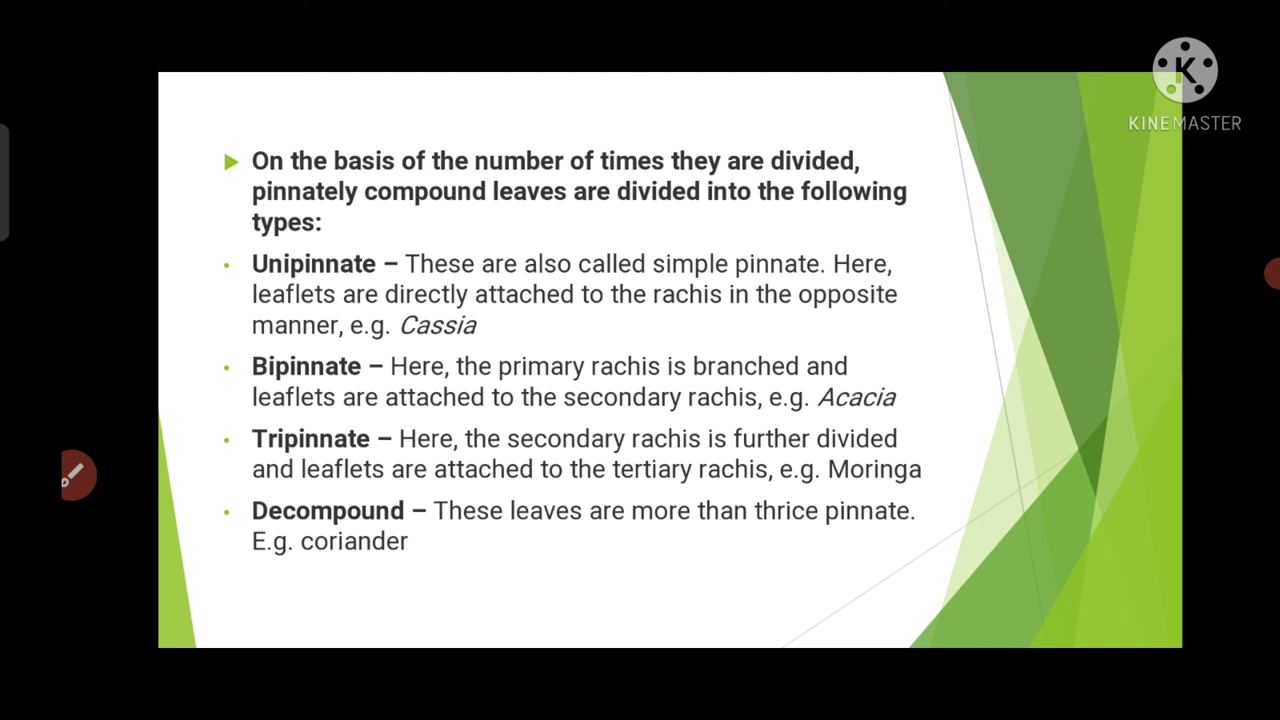 KINEMASTER
On the basis of the number of times they are divided,
pinnately compound leaves are divided into the following
types:
Unipinnate – These are also called simple pinnate. Here,
leaflets are directly attached to the rachis in the opposite
manner, e.g. Cassia
Bipinnate – Here, the primary rachis is branched and
leaflets are attached to the secondary rachis, e.g. Acacia
Tripinnate – Here, the secondary rachis is further divided
and leaflets are attached to the tertiary rachis, e.g. Moringa
Decompound – These leaves are more than thrice pinnate.
E.g. coriander